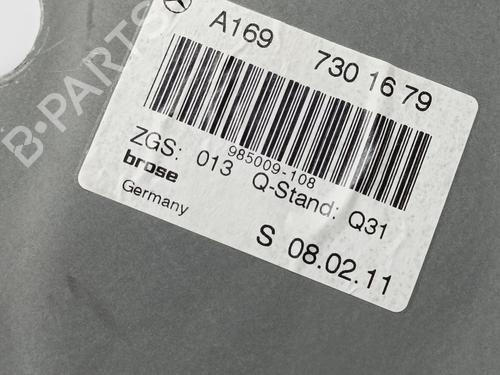 A169 730 16 79
985009-108
ZGS: 013 Q-Stand: Q31
brose
Germany
S 08.02.11
B-PARTS